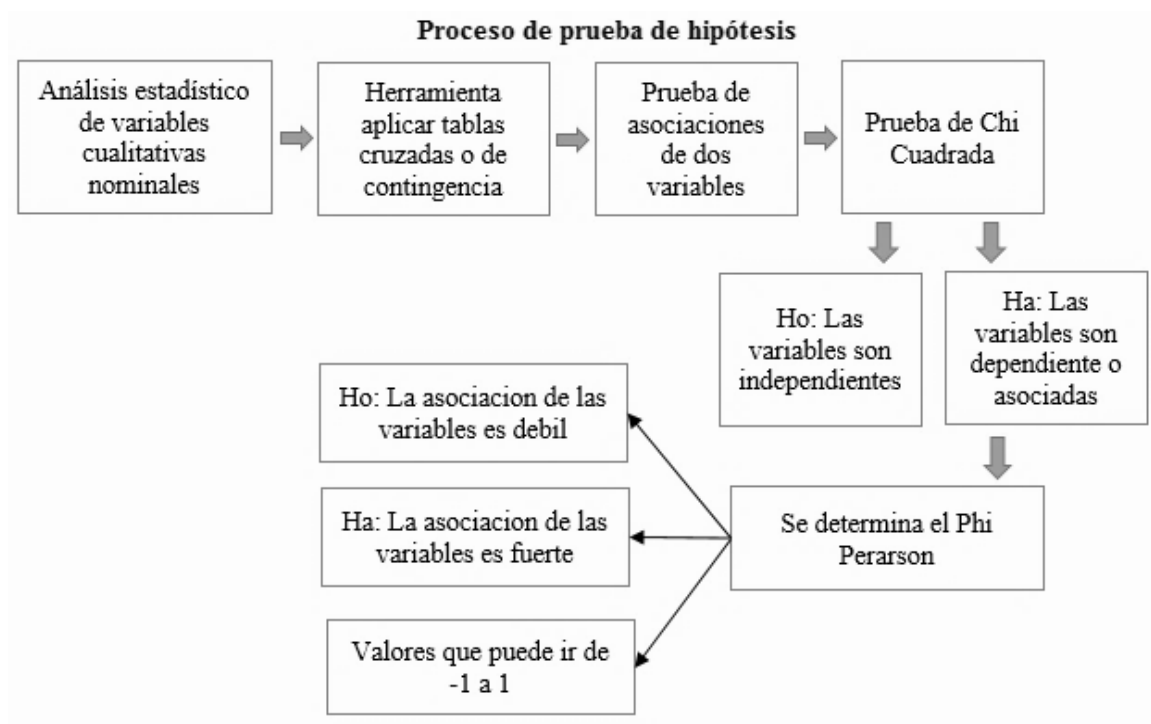 Proceso de prueba de hipótesis
Análisis estadístico
de variables
cualitativas
nominales
Herramienta
aplicar tablas
cruzadas o de
contingencia
Prueba de
asociaciones
de dos
variables
Prueba de Chi
Cuadrada
Ho: Las
variables son
independientes
Ha: Las
variables son
dependiente o
asociadas
Ho: La asociacion de las
variables es debil
Ha: La asociacion de las
variables es fuerte
Se determina el Phi
Perarson
Valores que puede ir de
-1 a 1